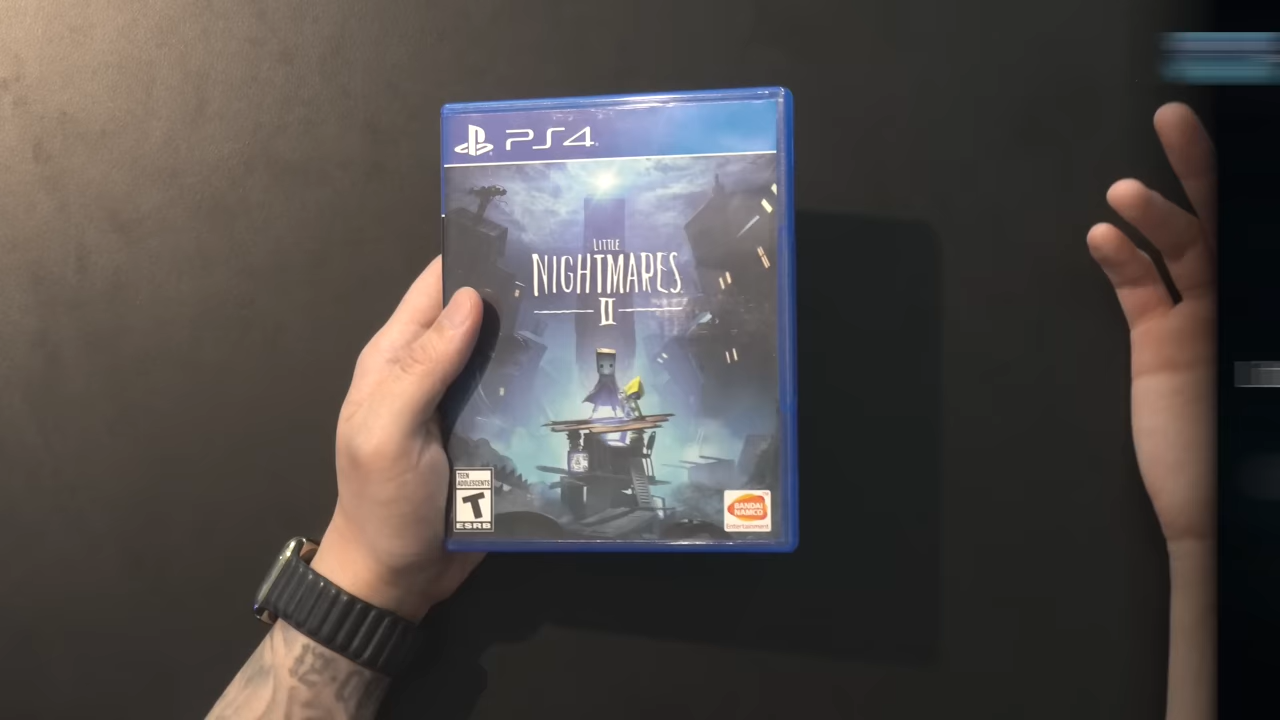 PS4
LITTLE
NIGHTMARES
II
TEEN
ADOLESCENTS
T
ESRB
BANDAI
NAMCO
Entertainment